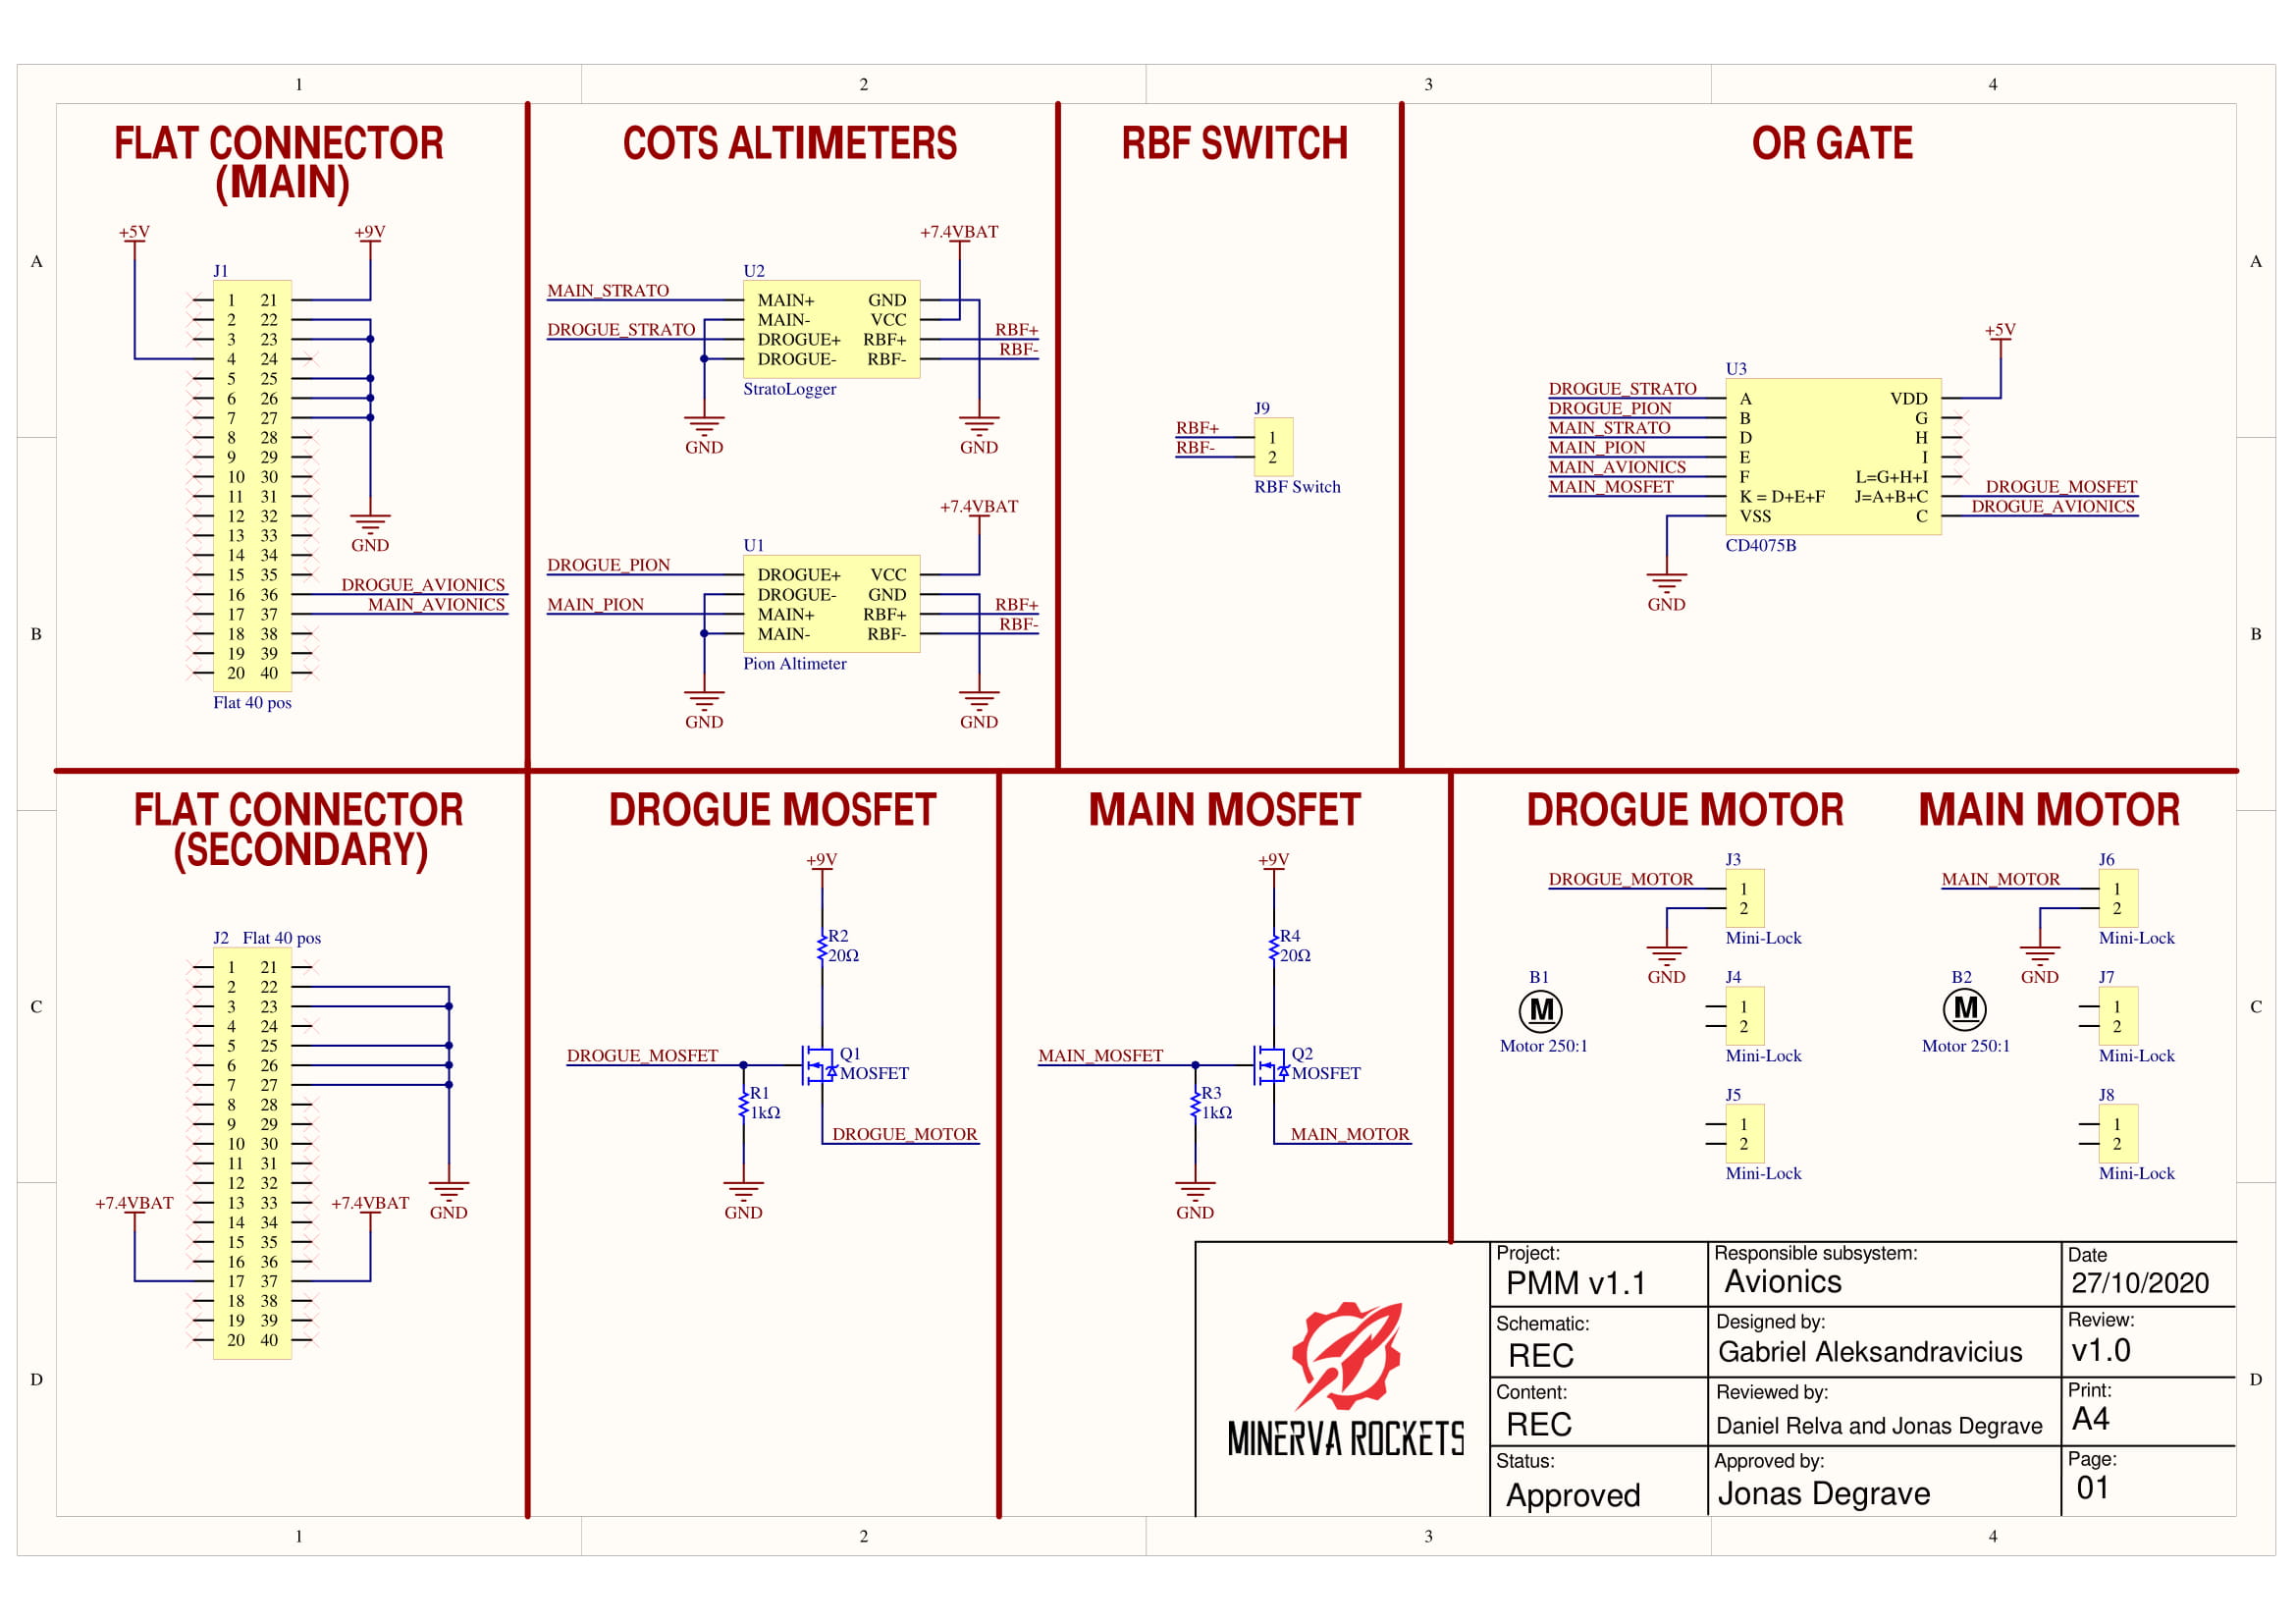 1 2 3 4
A A
B B
C C
D D
FLAT CONNECTOR
(MAIN)
+5V
+9V
J1
1 21
2 22
3 23
4 24
5 25
6 26
7 27
8 28
9 29
10 30
11 31
12 32
13 33
14 34
15 35
16 36
17 37
18 38
19 39
20 40
Flat 40 pos
GND
DROGUE_AVIONICS
MAIN_AVIONICS
COTS ALTIMETERS
+7.4VBAT
U2
MAIN_STRATO
DROGUE_STRATO
MAIN+ GND
MAIN- VCC
DROGUE+ RBF+
DROGUE- RBF-
RBF+
RBF-
StratoLogger
GND
GND
+7.4VBAT
U1
DROGUE_PION
MAIN_PION
DROGUE+ VCC
DROGUE- GND
MAIN+ RBF+
MAIN- RBF-
RBF+
RBF-
Pion Altimeter
GND
GND
RBF SWITCH
J9
RBF+
RBF-
1
2
RBF Switch
OR GATE
+5V
U3
DROGUE_STRATO
DROGUE_PION
MAIN_STRATO
MAIN_PION
MAIN_AVIONICS
MAIN_MOSFET
A VDD
B G
D H
E I
F L=G+H+I
K = D+E+F J=A+B+C
VSS C
DROGUE_MOSFET
DROGUE_AVIONICS
CD4075B
GND
FLAT CONNECTOR
(SECONDARY)
J2 Flat 40 pos
1 21
2 22
3 23
4 24
5 25
6 26
7 27
8 28
9 29
10 30
11 31
12 32
13 33
14 34
15 35
16 36
17 37
18 38
19 39
20 40
+7.4VBAT
+7.4VBAT
GND
DROGUE MOSFET
+9V
R2
20Ω
DROGUE_MOSFET
Q1
MOSFET
R1
1kΩ
DROGUE_MOTOR
GND
MAIN MOSFET
+9V
R4
20Ω
MAIN_MOSFET
Q2
MOSFET
R3
1kΩ
MAIN_MOTOR
GND
DROGUE MOTOR
J3
DROGUE_MOTOR
1
2
Mini-Lock
GND
B1
M
Motor 250:1
J4
1
2
Mini-Lock
J5
1
2
Mini-Lock
MAIN MOTOR
J6
MAIN_MOTOR
1
2
Mini-Lock
GND
B2
M
Motor 250:1
J7
1
2
Mini-Lock
J8
1
2
Mini-Lock
MINERVA ROCKETS
Project:
PMM v1.1
Responsible subsystem:
Avionics
Date
27/10/2020
Schematic:
REC
Designed by:
Gabriel Aleksandravicius
Review:
v1.0
Content:
REC
Reviewed by:
Daniel Relva and Jonas Degrave
Print:
A4
Status:
Approved
Approved by:
Jonas Degrave
Page:
01
1 2 3 4